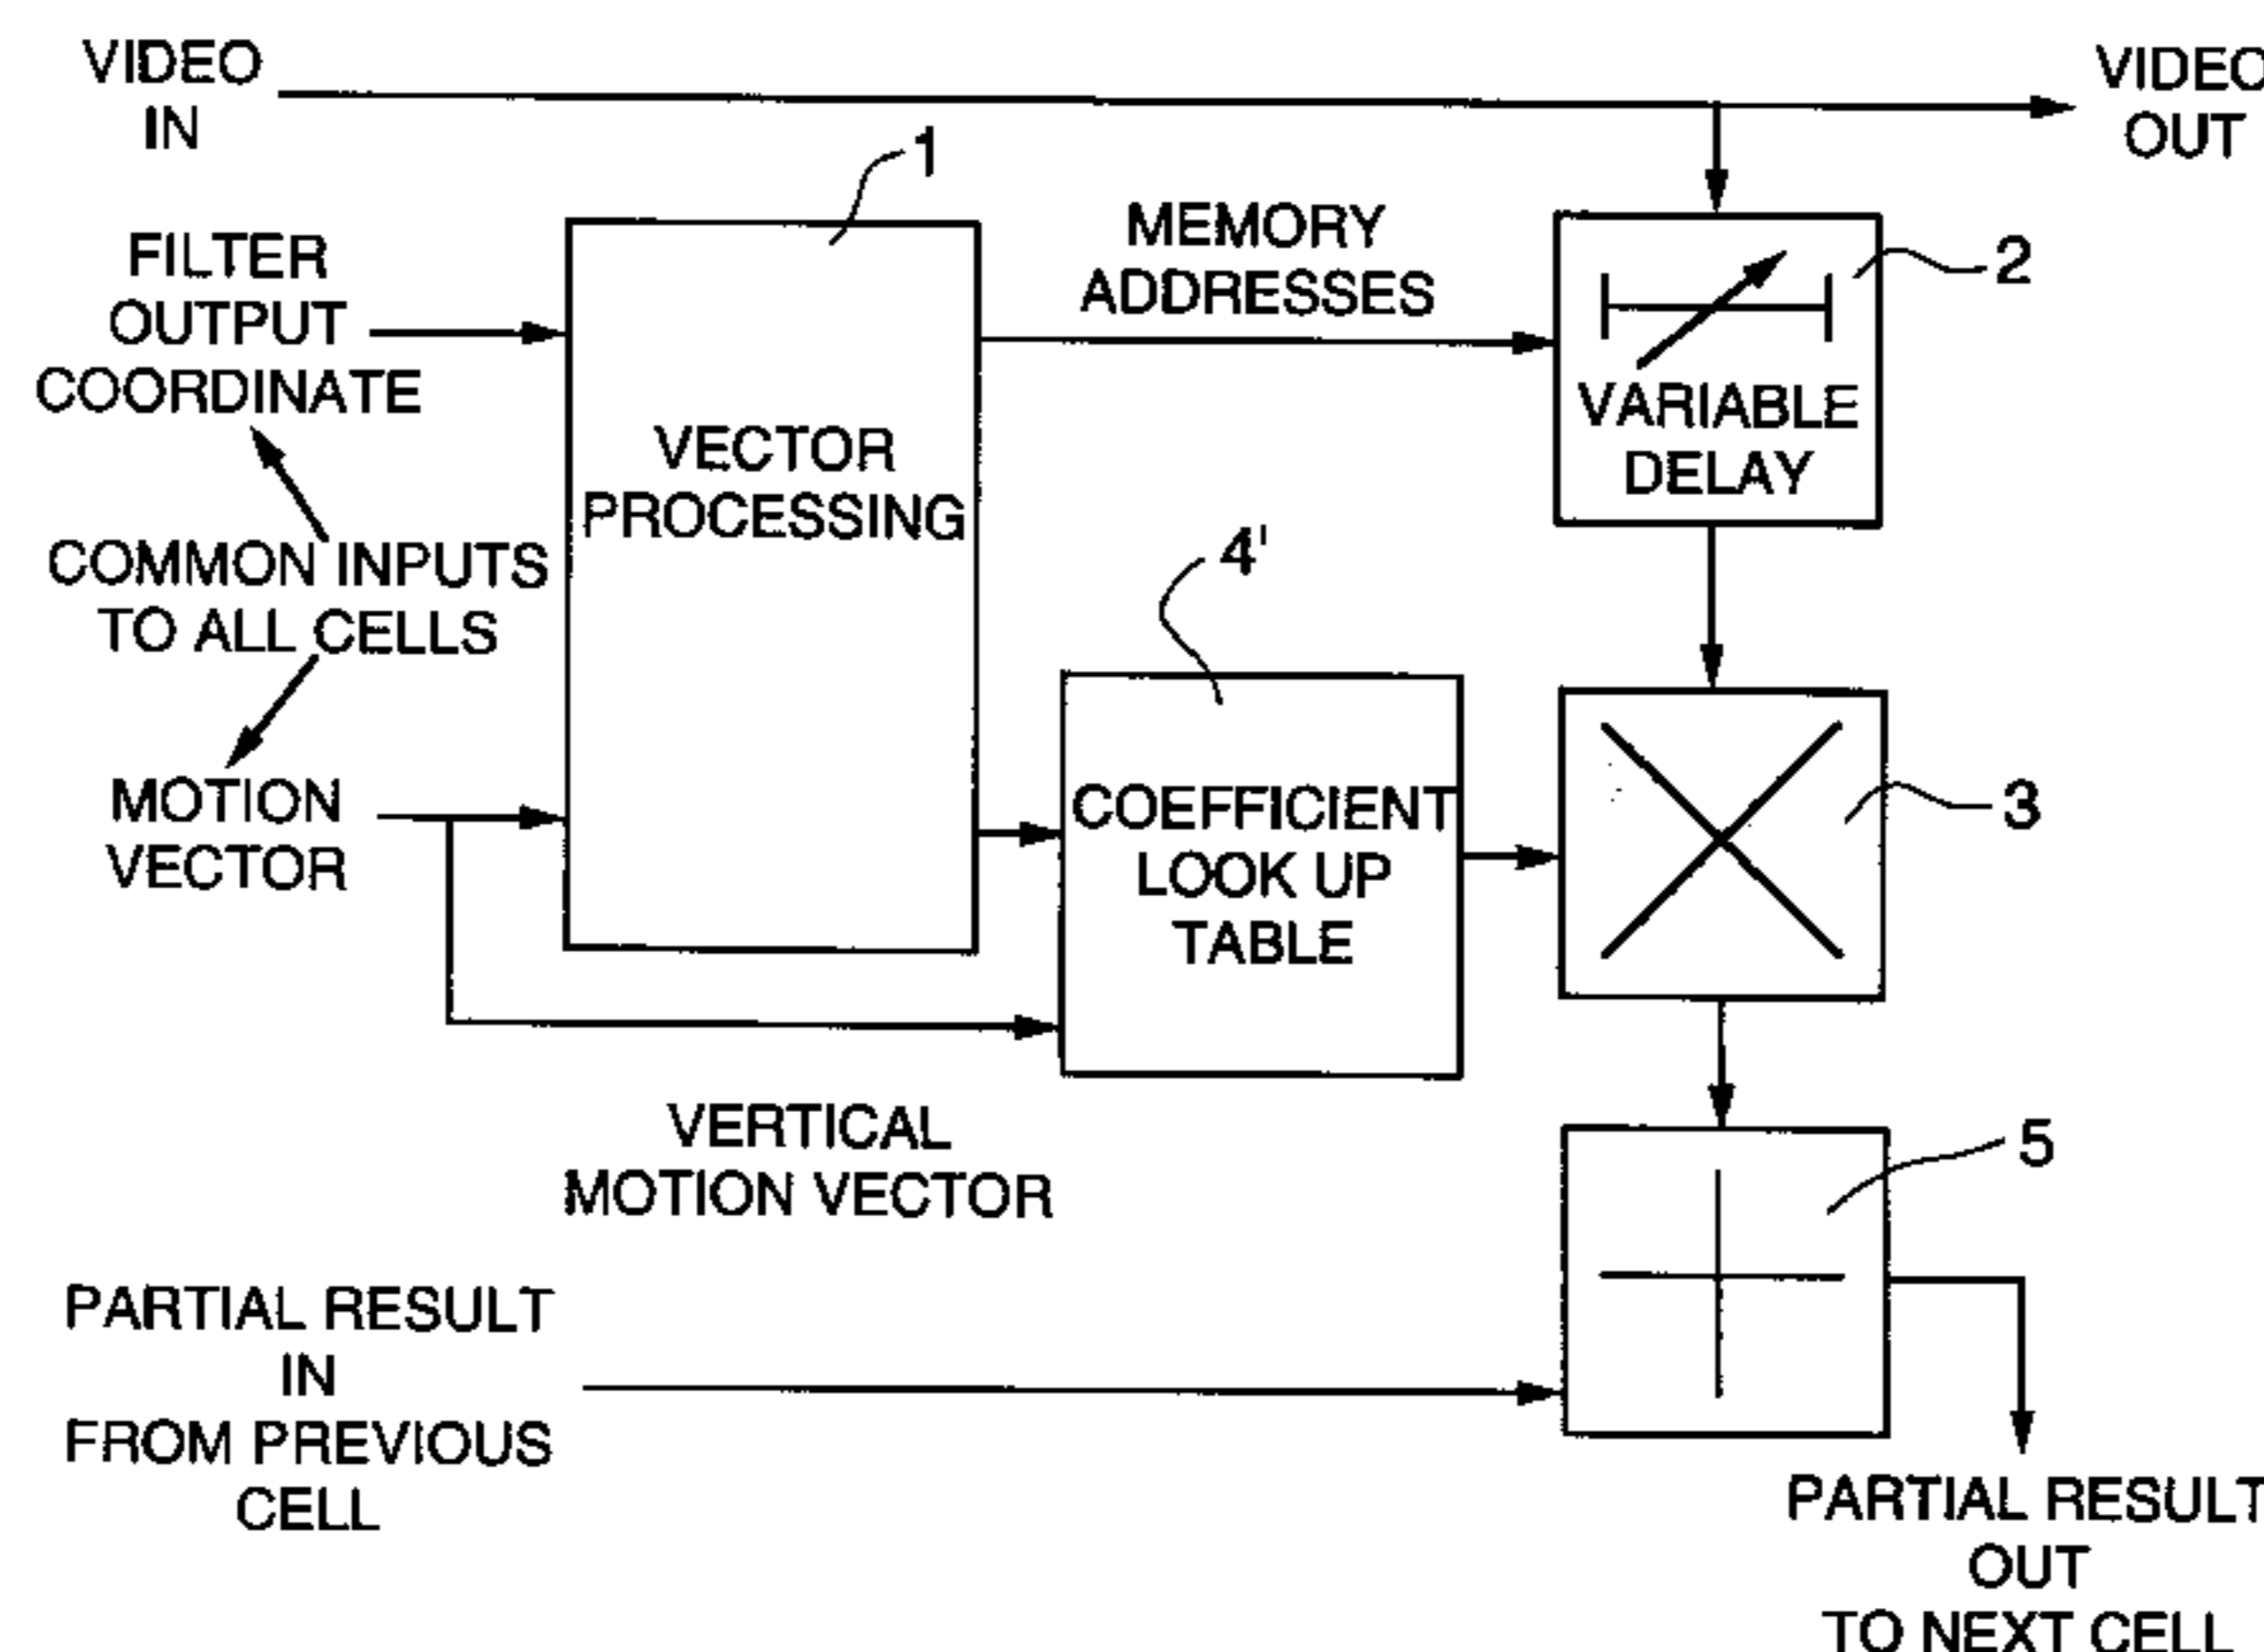 VIDEO
IN
VIDEO
OUT
1
FILTER
OUTPUT
COORDINATE
MEMORY
ADDRESSES
2
VARIABLE
DELAY
VECTOR
PROCESSING
COMMON INPUTS
TO ALL CELLS
4'
MOTION
VECTOR
COEFFICIENT
LOOK UP
TABLE
3
VERTICAL
MOTION VECTOR
5
PARTIAL RESULT
IN
FROM PREVIOUS
CELL
PARTIAL RESULT
OUT
TO NEXT CELL